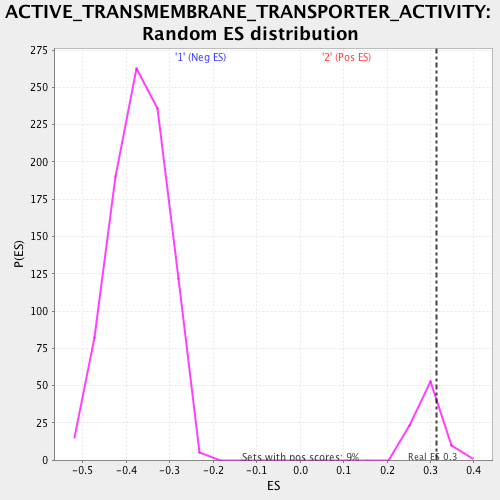 ACTIVE_TRANSMEMBRANE_TRANSPORTER_ACTIVITY:
Random ES distribution
'1' (Neg ES) '2' (Pos ES)
275
250
225
200
175
150
125
100
75
50
25
0
P(ES)
Sets with pos scores: 9% Real ES 0.3
-0.5 -0.4 -0.3 -0.2 -0.1 0.0 0.1 0.2 0.3 0.4
ES